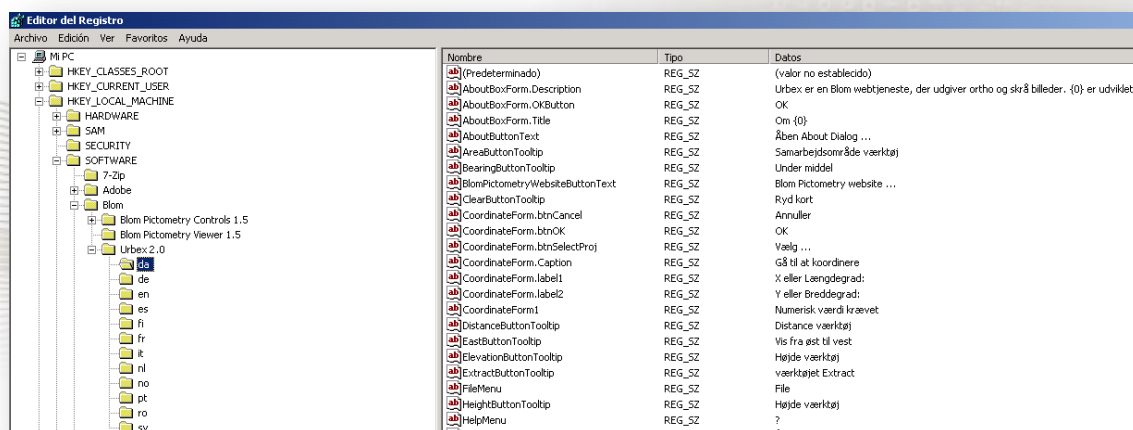 Editor del Registro
Archivo Edición Ver Favoritos Ayuda
Mi PC
HKEY_CLASSES_ROOT
HKEY_CURRENT_USER
HKEY_LOCAL_MACHINE
HARDWARE
SAM
SECURITY
SOFTWARE
7-Zip
Adobe
Blom
Blom Pictometry Controls 1.5
Blom Pictometry Viewer 1.5
Urbex 2.0
da
de
en
es
fi
fr
it
nl
no
pt
ro
sv
Nombre Tipo Datos
(Predeterminado) REG_SZ (valor no establecido)
AboutBoxForm.Description REG_SZ Urbex er en Blom webtjeneste, der udgiver ortho og skrå billeder. {0} er udviklet
AboutBoxForm.OKButton REG_SZ OK
AboutBoxForm.Title REG_SZ Om {0}
AboutButtonText REG_SZ Åben About Dialog ...
AreaButtonTooltip REG_SZ Samarbejdsområde værktøj
BearingButtonTooltip REG_SZ Under middel
BlomPictometryWebsiteButtonText REG_SZ Blom Pictometry website ...
ClearButtonTooltip REG_SZ Ryd kort
CoordinateForm.btnCancel REG_SZ Annuller
CoordinateForm.btnOK REG_SZ OK
CoordinateForm.btnSelectProj REG_SZ Vælg ...
CoordinateForm.Caption REG_SZ Gå til at koordinere
CoordinateForm.label1 REG_SZ X eller Længdegrad:
CoordinateForm.label2 REG_SZ Y eller Breddegrad:
CoordinateForm1 REG_SZ Numerisk værdi krævet
DistanceButtonTooltip REG_SZ Distance værktøj
EastButtonTooltip REG_SZ Vis fra øst til vest
ElevationButtonTooltip REG_SZ Højde værktøj
ExtractButtonTooltip REG_SZ værktøjet Extract
FileMenu REG_SZ File
HeightButtonTooltip REG_SZ Højde værktøj
HelpMenu REG_SZ ?